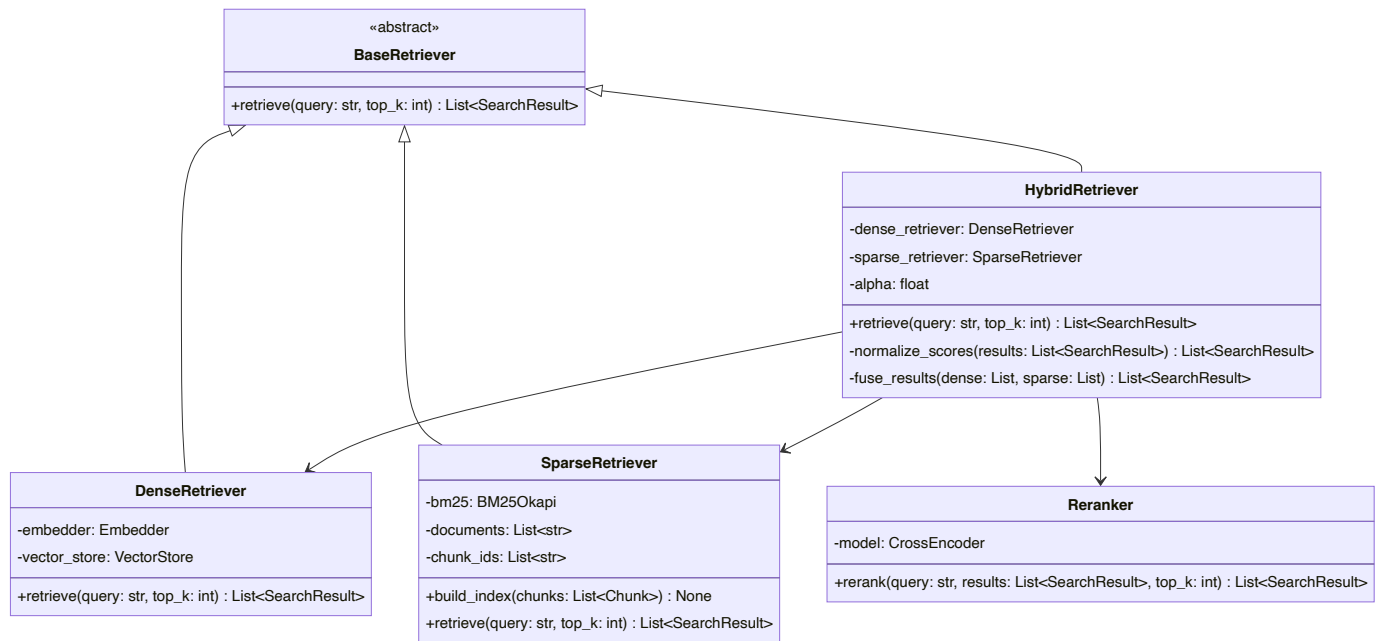 «abstract»
BaseRetriever
+retrieve(query: str, top_k: int) : List<SearchResult>
HybridRetriever
-dense_retriever: DenseRetriever
-sparse_retriever: SparseRetriever
-alpha: float
+retrieve(query: str, top_k: int) : List<SearchResult>
-normalize_scores(results: List<SearchResult>) : List<SearchResult>
-fuse_results(dense: List, sparse: List) : List<SearchResult>
DenseRetriever
-embedder: Embedder
-vector_store: VectorStore
+retrieve(query: str, top_k: int) : List<SearchResult>
SparseRetriever
-bm25: BM25Okapi
-documents: List<str>
-chunk_ids: List<str>
+build_index(chunks: List<Chunk>) : None
+retrieve(query: str, top_k: int) : List<SearchResult>
Reranker
-model: CrossEncoder
+rerank(query: str, results: List<SearchResult>, top_k: int) : List<SearchResult>